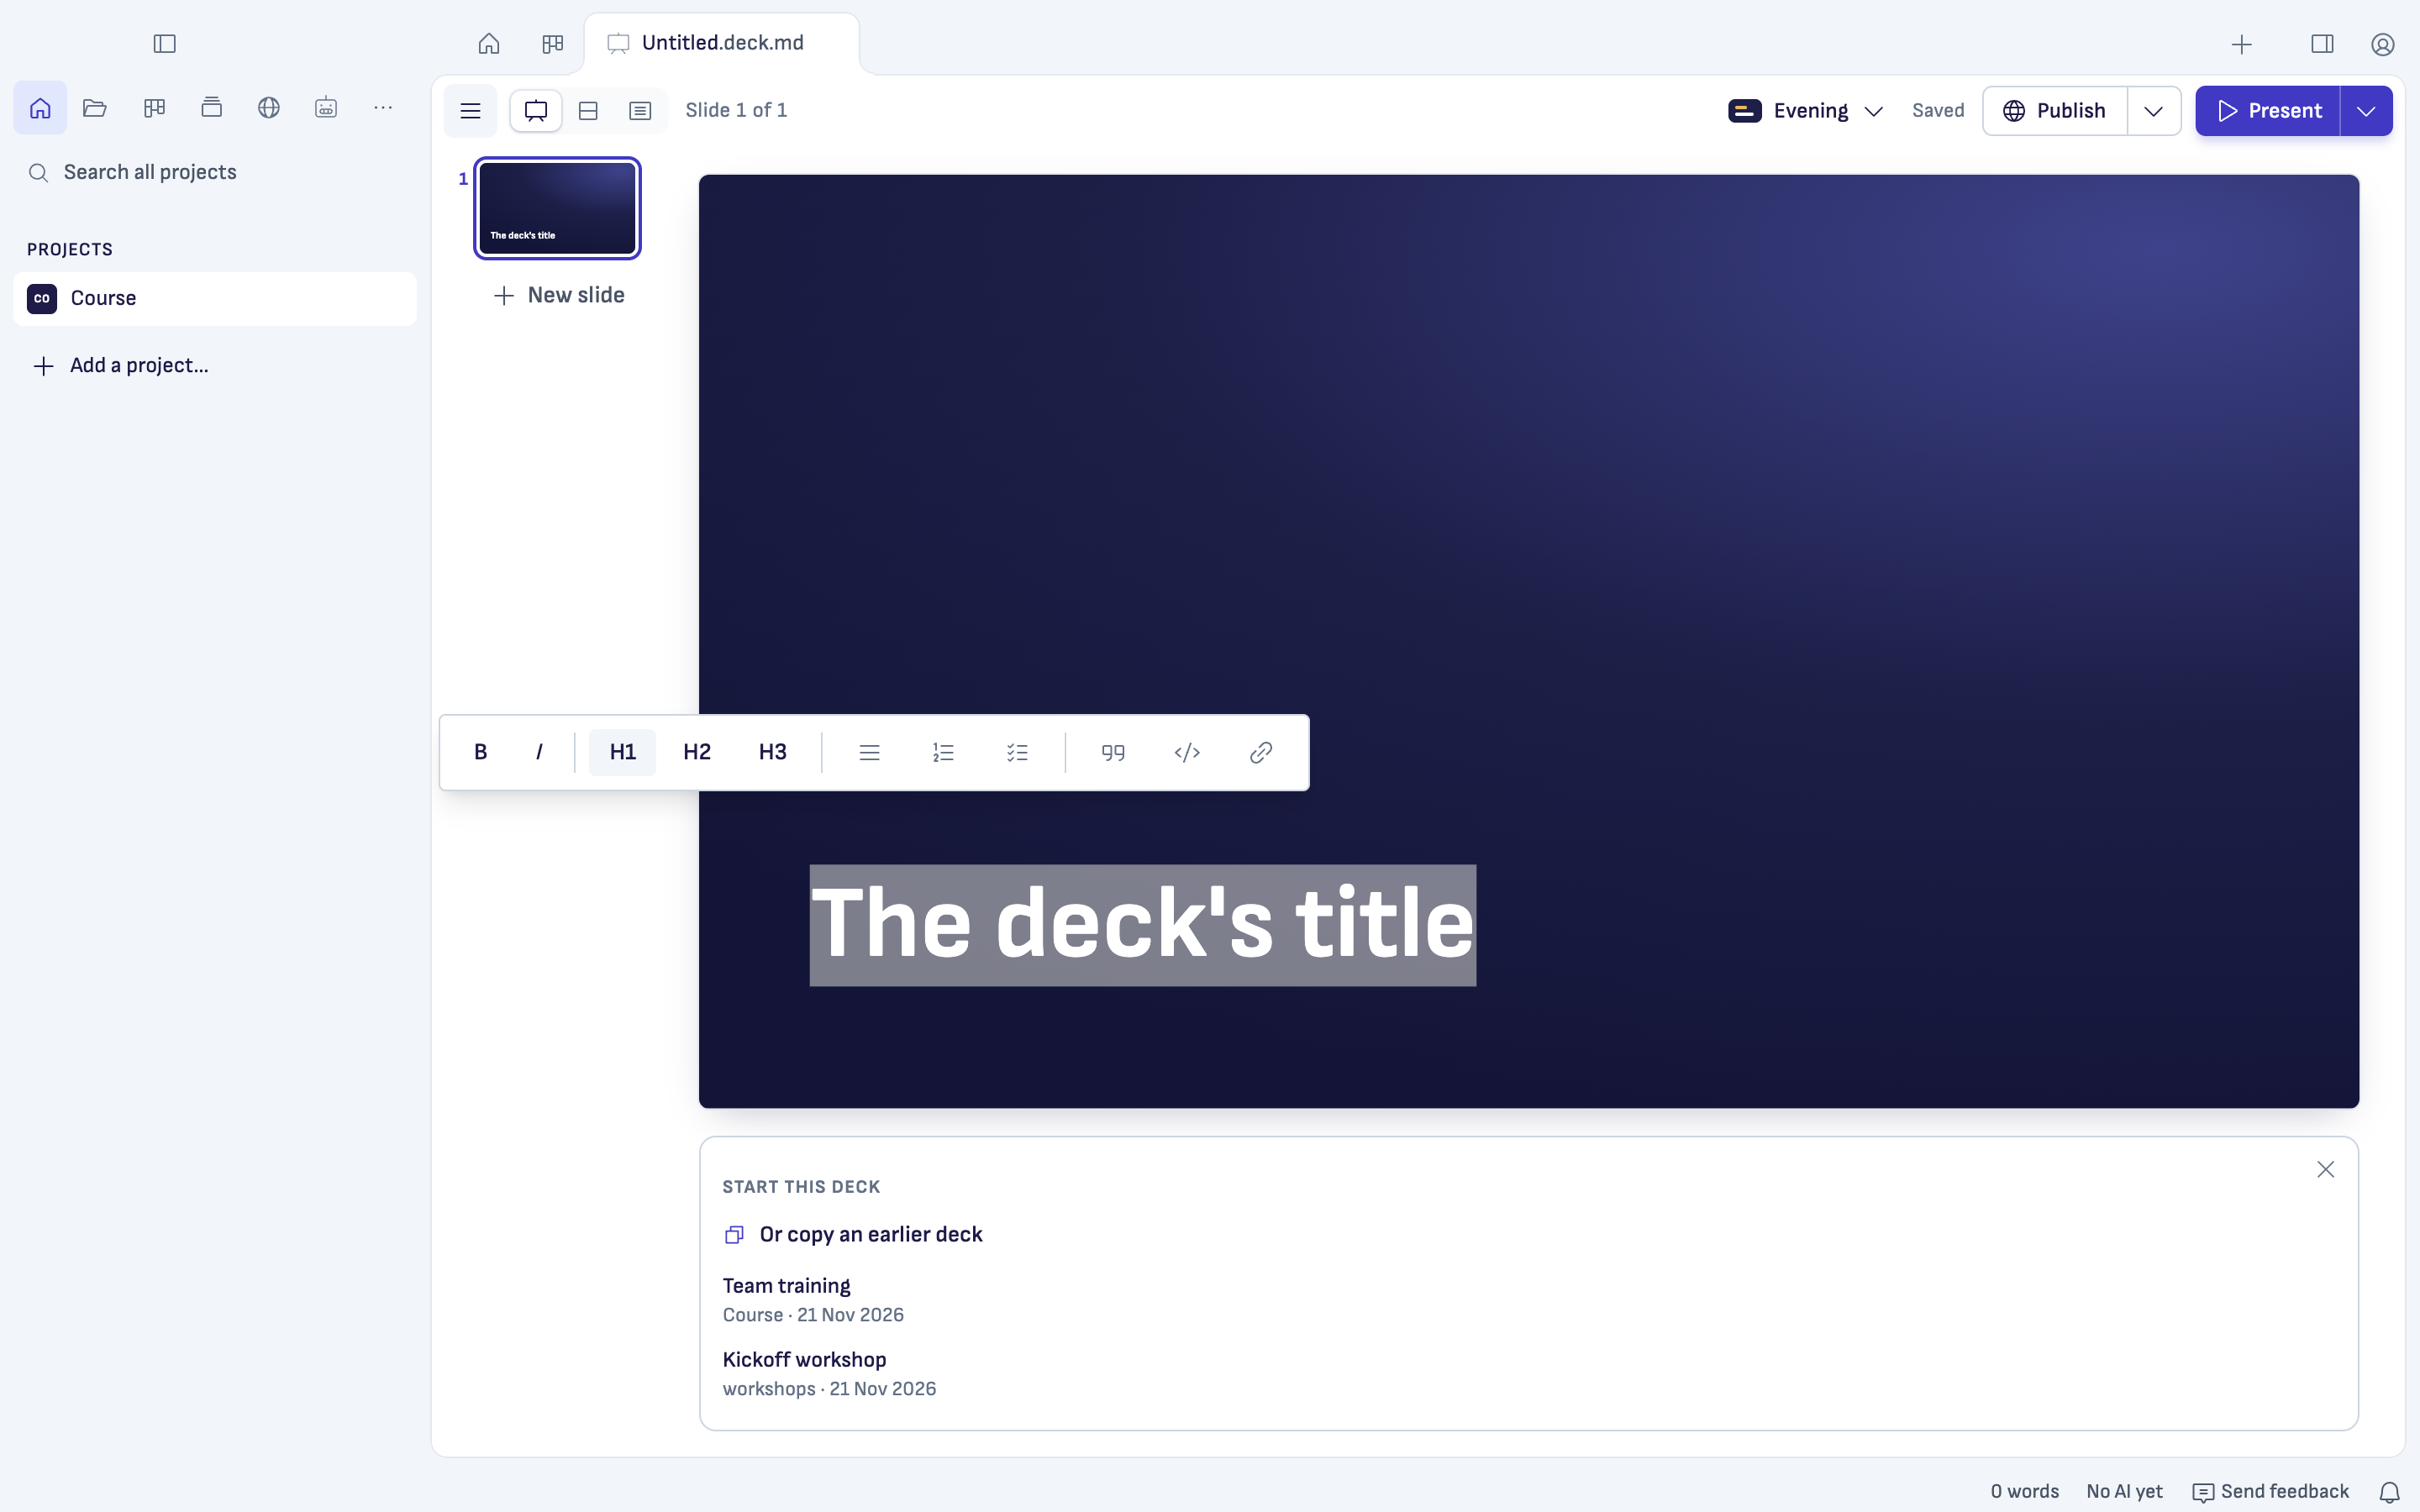 Untitled.deck.md
Search all projects
PROJECTS
CO Course
Add a project...
Slide 1 of 1
Evening
Saved
Publish
Present
1
The deck's title
New slide
B I H1 H2 H3
The deck's title
START THIS DECK
Or copy an earlier deck
Team training
Course · 21 Nov 2026
Kickoff workshop
workshops · 21 Nov 2026
0 words
No AI yet
Send feedback